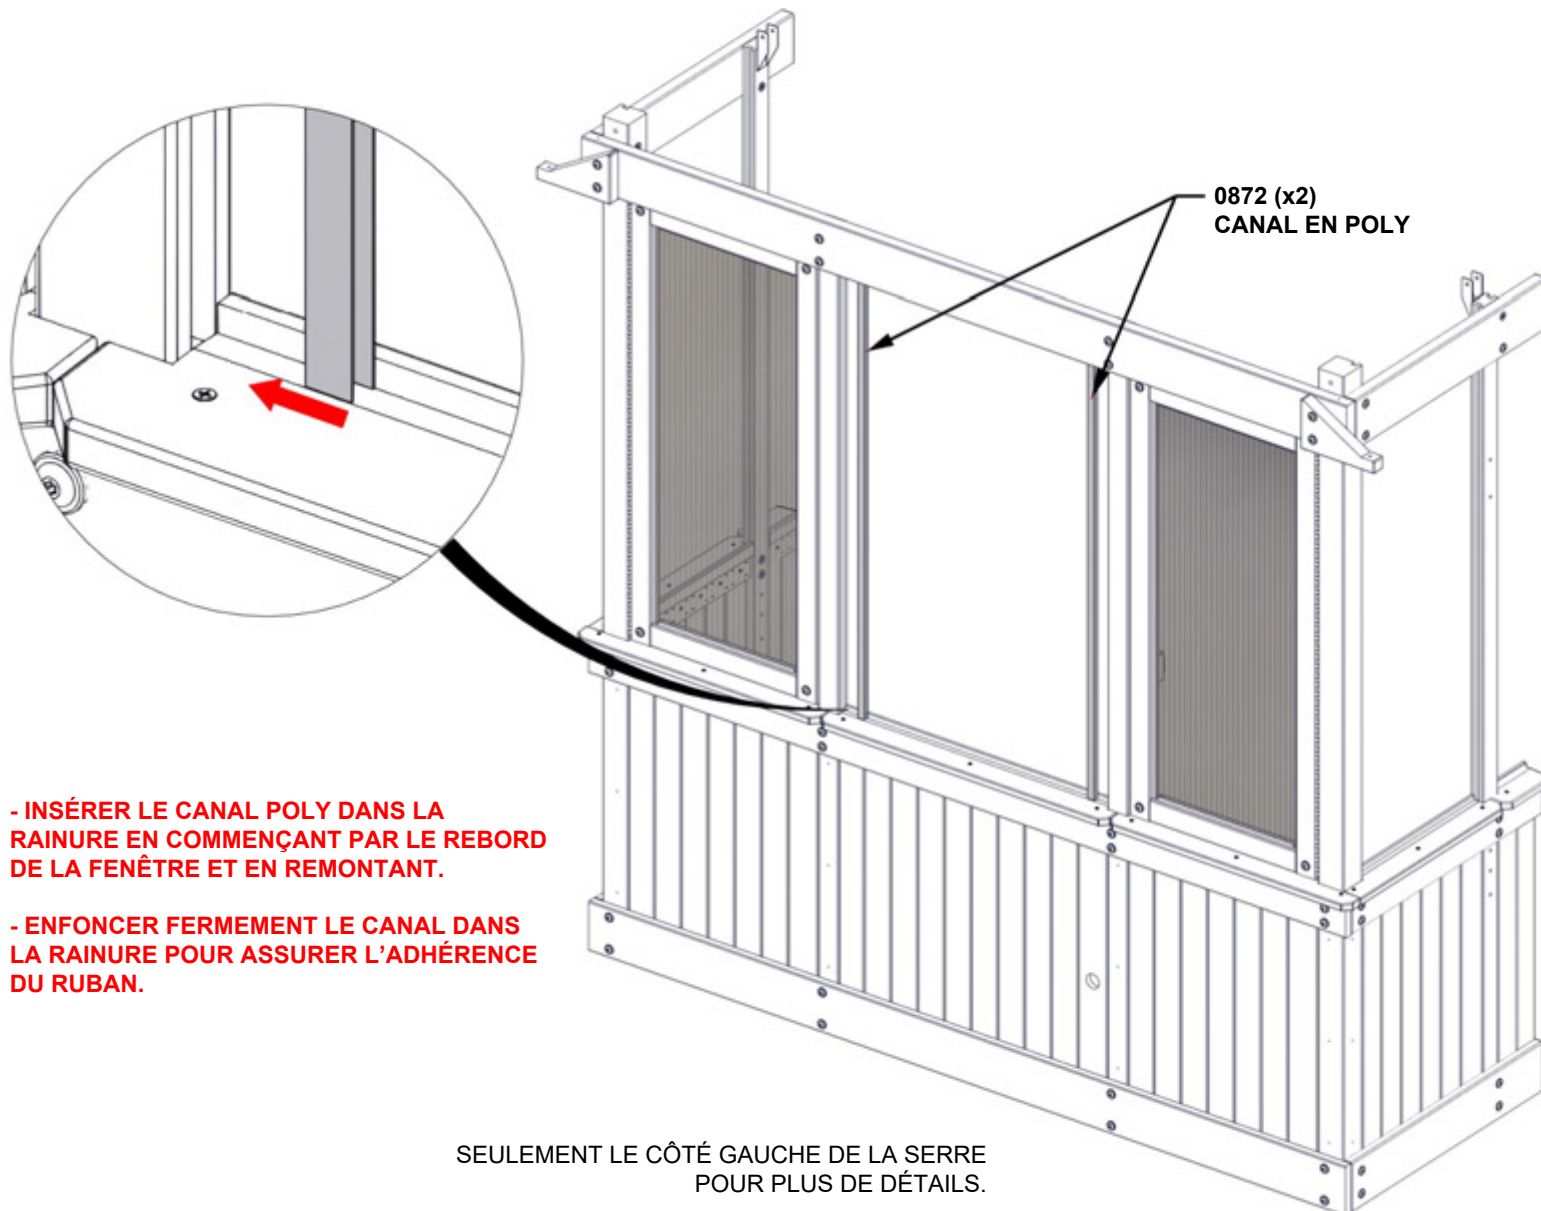 0872 (x2)
CANAL EN POLY
- INSÉRER LE CANAL POLY DANS LA
RAINURE EN COMMENÇANT PAR LE REBORD
DE LA FENÊTRE ET EN REMONTANT.
- ENFONCER FERMEMENT LE CANAL DANS
LA RAINURE POUR ASSURER L’ADHÉRENCE
DU RUBAN.
SEULEMENT LE CÔTÉ GAUCHE DE LA SERRE
POUR PLUS DE DÉTAILS.